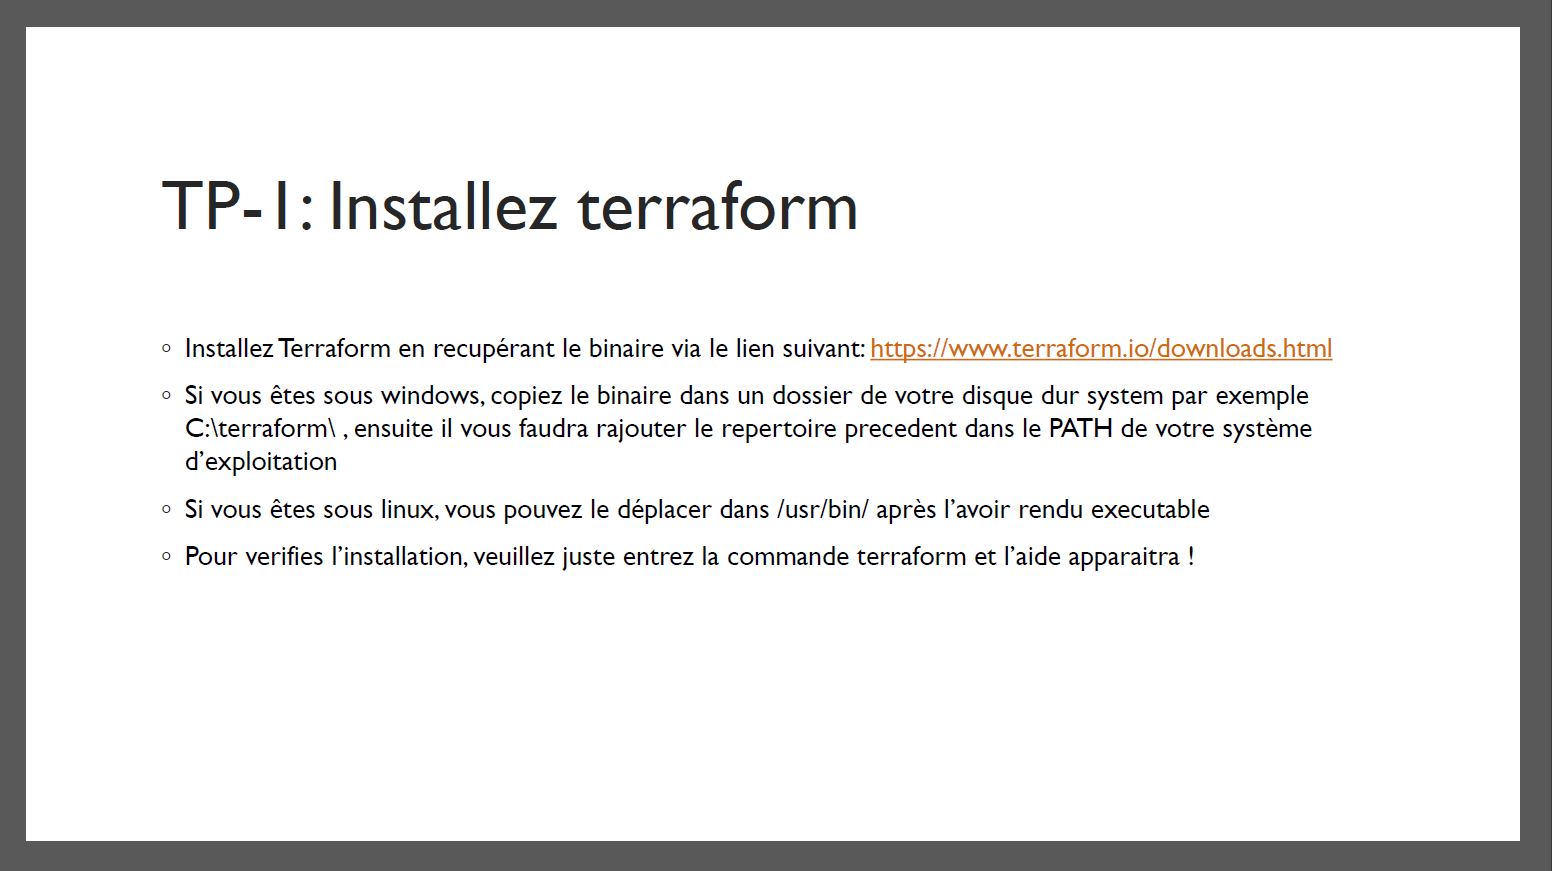 TP-1: Installez terraform
◦ Installez Terraform en recupérant le binaire via le lien suivant: https://www.terraform.io/downloads.html
◦ Si vous êtes sous windows, copiez le binaire dans un dossier de votre disque dur system par exemple
C:\terraform\ , ensuite il vous faudra rajouter le repertoire precedent dans le PATH de votre système
d’exploitation
◦ Si vous êtes sous linux, vous pouvez le déplacer dans /usr/bin/ après l’avoir rendu executable
◦ Pour verifies l’installation, veuillez juste entrez la commande terraform et l’aide apparaitra !